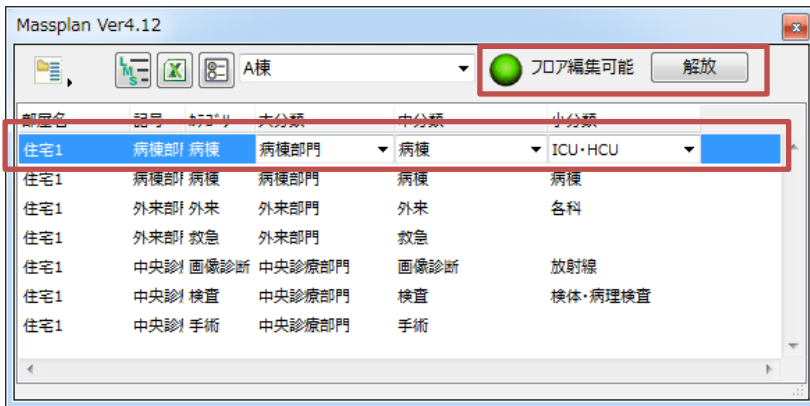 Massplan Ver4.12
A棟 フロア編集可能 解放
部屋名 記号 ｶﾃｺﾞﾘｰ 大分類 中分類 小分類
住宅1 病棟部 病棟 病棟部門 病棟 ICU・HCU
住宅1 病棟部 病棟 病棟部門 病棟 病棟
住宅1 外来部 外来 外来部門 外来 各科
住宅1 外来部 救急 外来部門 救急
住宅1 中央診 画像診断 中央診療部門 画像診断 放射線
住宅1 中央診 検査 中央診療部門 検査 検体・病理検査
住宅1 中央診 手術 中央診療部門 手術